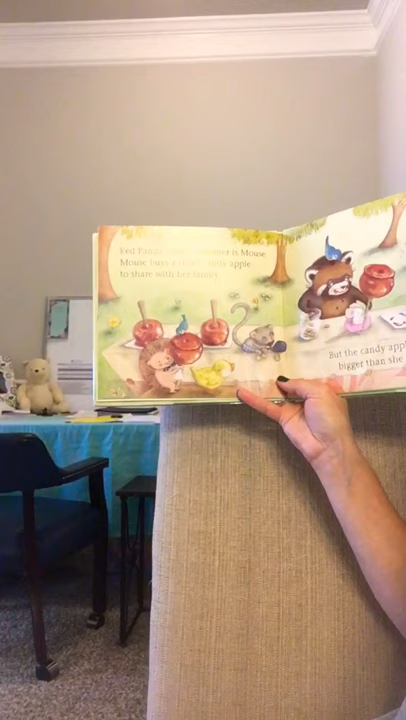 Red Panda's customer is Mouse
Mouse buys a candy apple
to share with her family
But the candy appl
bigger than she